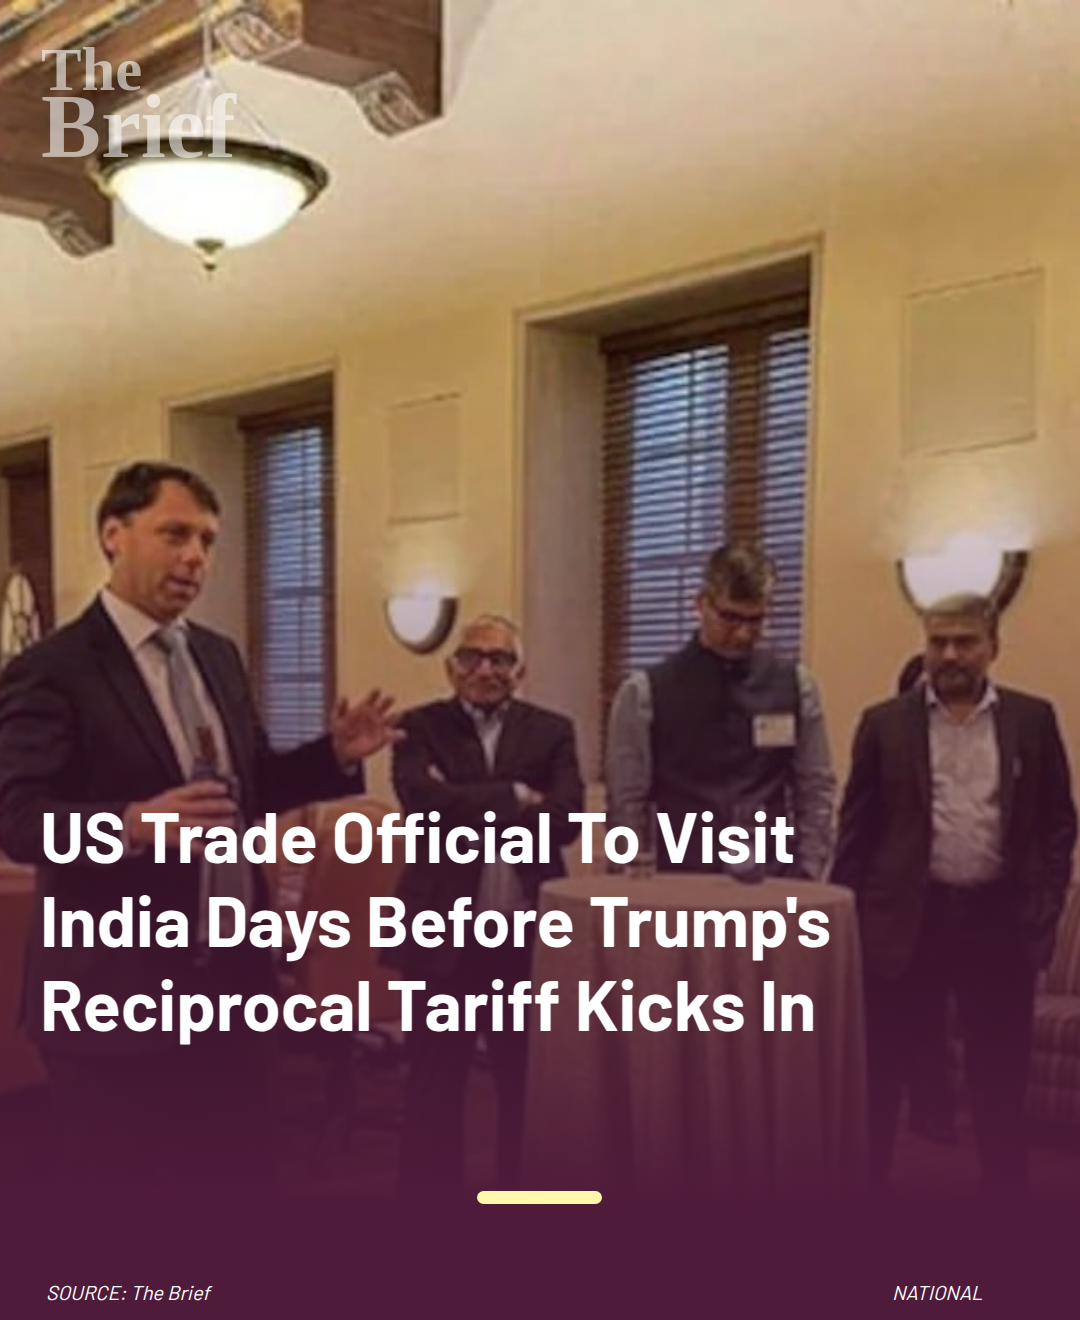 The
Brief
US Trade Official To Visit
India Days Before Trump's
Reciprocal Tariff Kicks In
SOURCE: The Brief
NATIONAL